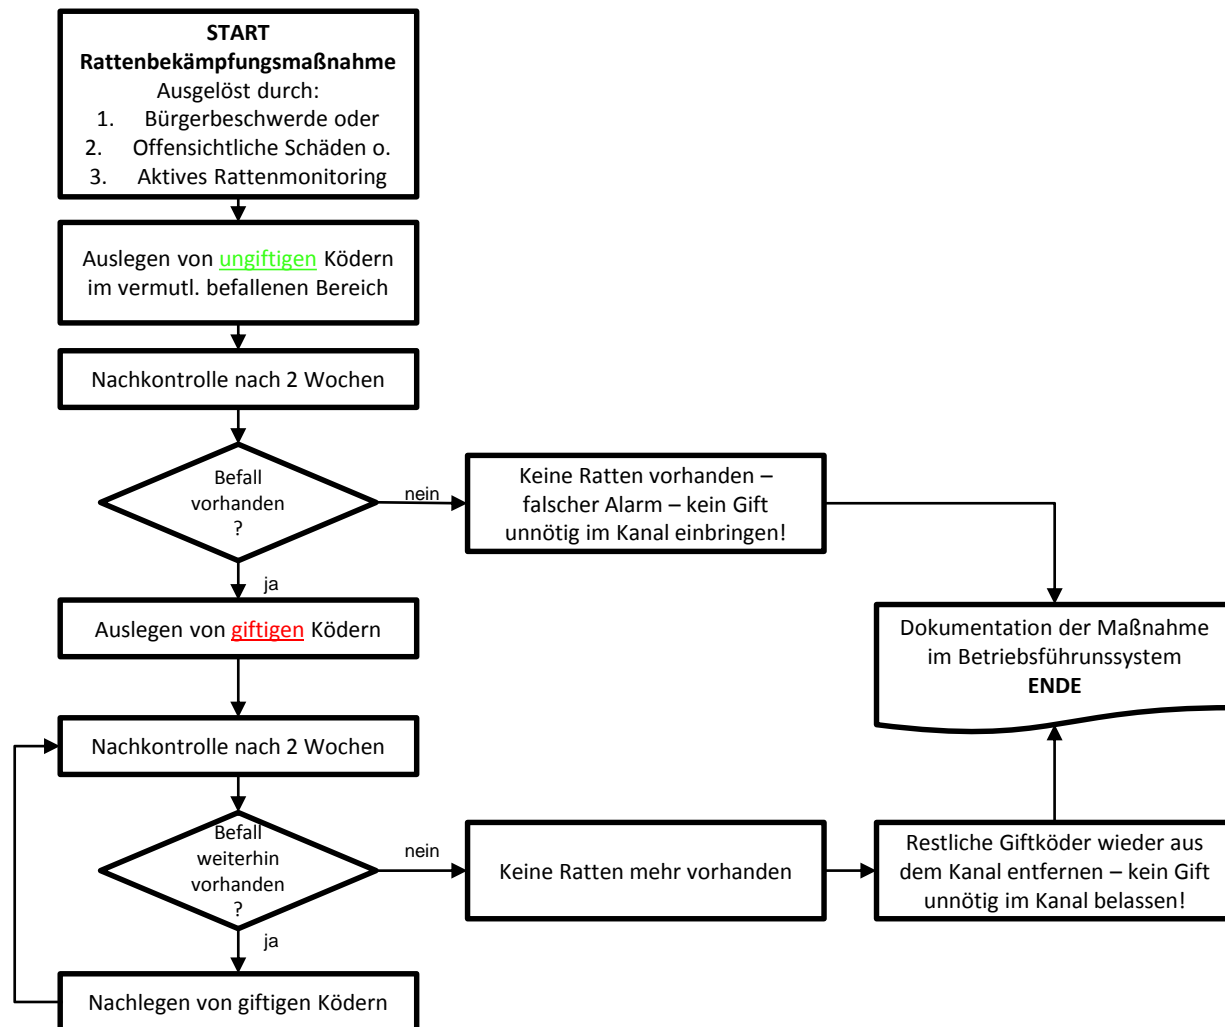 START
Rattenbekämpfungsmaßnahme
Ausgelöst durch:
1. Bürgerbeschwerde oder
2. Offensichtliche Schäden o.
3. Aktives Rattenmonitoring
Auslegen von ungiftigen Ködern
im vermutl. befallenen Bereich
Nachkontrolle nach 2 Wochen
Befall
vorhanden
?
nein
Keine Ratten vorhanden –
falscher Alarm – kein Gift
unnötig im Kanal einbringen!
ja
Auslegen von giftigen Ködern
Dokumentation der Maßnahme
im Betriebsführunssystem
ENDE
Nachkontrolle nach 2 Wochen
Befall
weiterhin
vorhanden
?
nein
Keine Ratten mehr vorhanden
Restliche Giftköder wieder aus
dem Kanal entfernen – kein Gift
unnötig im Kanal belassen!
ja
Nachlegen von giftigen Ködern